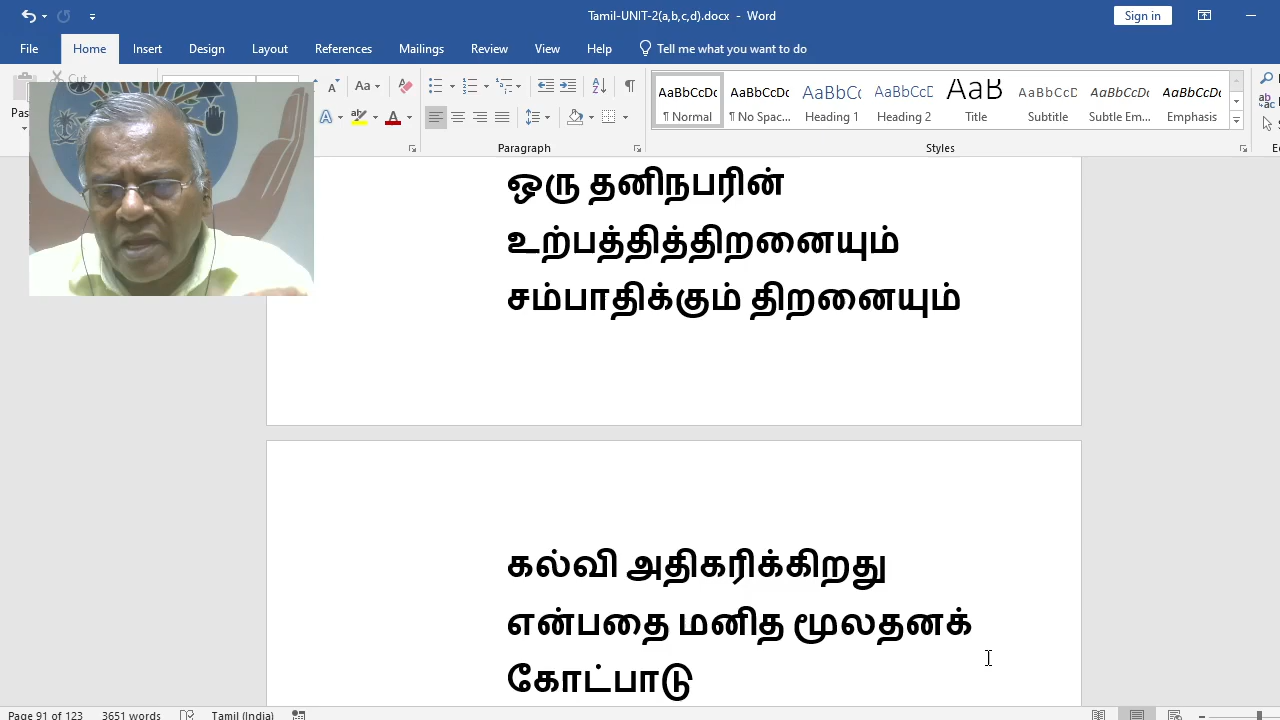 Tamil-UNIT-2(a,b,c,d).docx - Word
Sign in
File Home Insert Design Layout References Mailings Review View Help Tell me what you want to do
Cut
Aa
AaBbCcDc AaBbCcDc AaBbCc AaBbCcD AaB AaBbCcD AaBbCcDc AaBbCcDc
¶ Normal ¶ No Spac... Heading 1 Heading 2 Title Subtitle Subtle Em... Emphasis
Paragraph Styles
ஒரு தனிநபரின்
உற்பத்தித்திறனையும்
சம்பாதிக்கும் திறனையும்
கல்வி அதிகரிக்கிறது
என்பதை மனித மூலதனக்
கோட்பாடு
Page 91 of 123 3651 words Tamil (India)